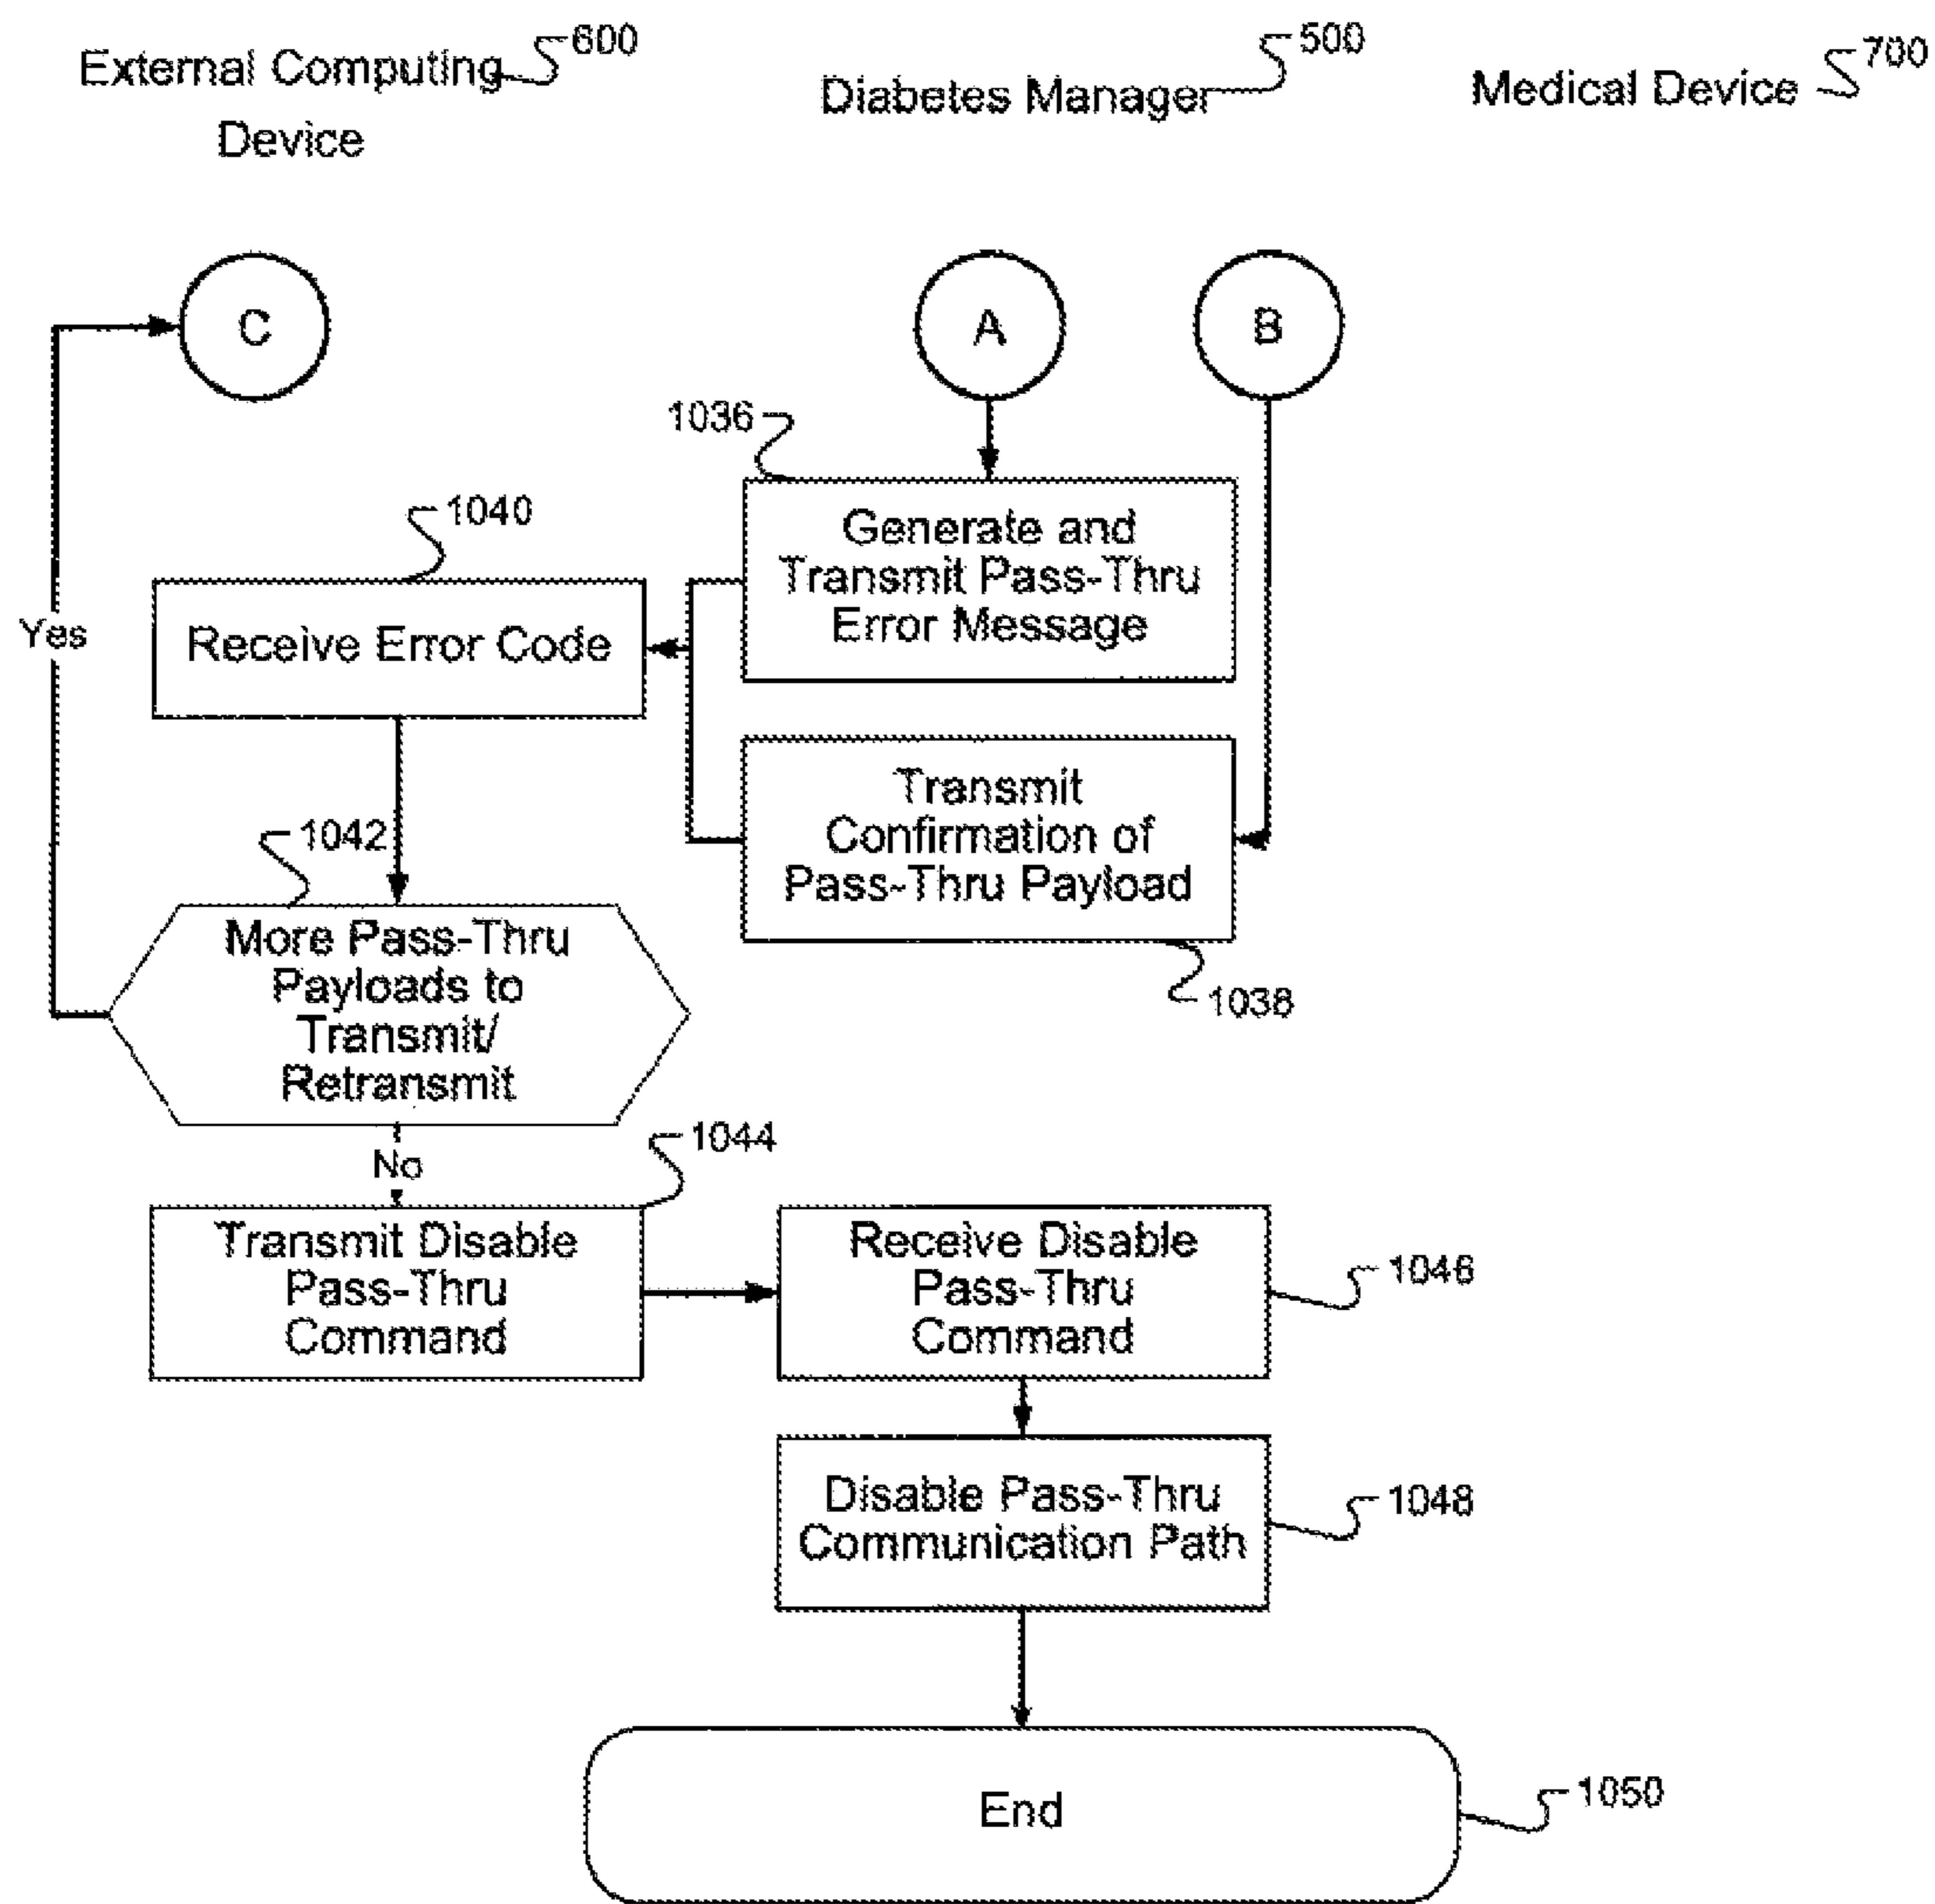 External Computing
Device
600
Diabetes Manager
500
Medical Device
700
C
A
B
1036
Generate and
Transmit Pass-Thru
Error Message
1040
Receive Error Code
Yes
Transmit
Confirmation of
Pass-Thru Payload
1038
1042
More Pass-Thru
Payloads to
Transmit/
Retransmit
No
1044
Transmit Disable
Pass-Thru
Command
Receive Disable
Pass-Thru
Command
1046
Disable Pass-Thru
Communication Path
1048
End
1050